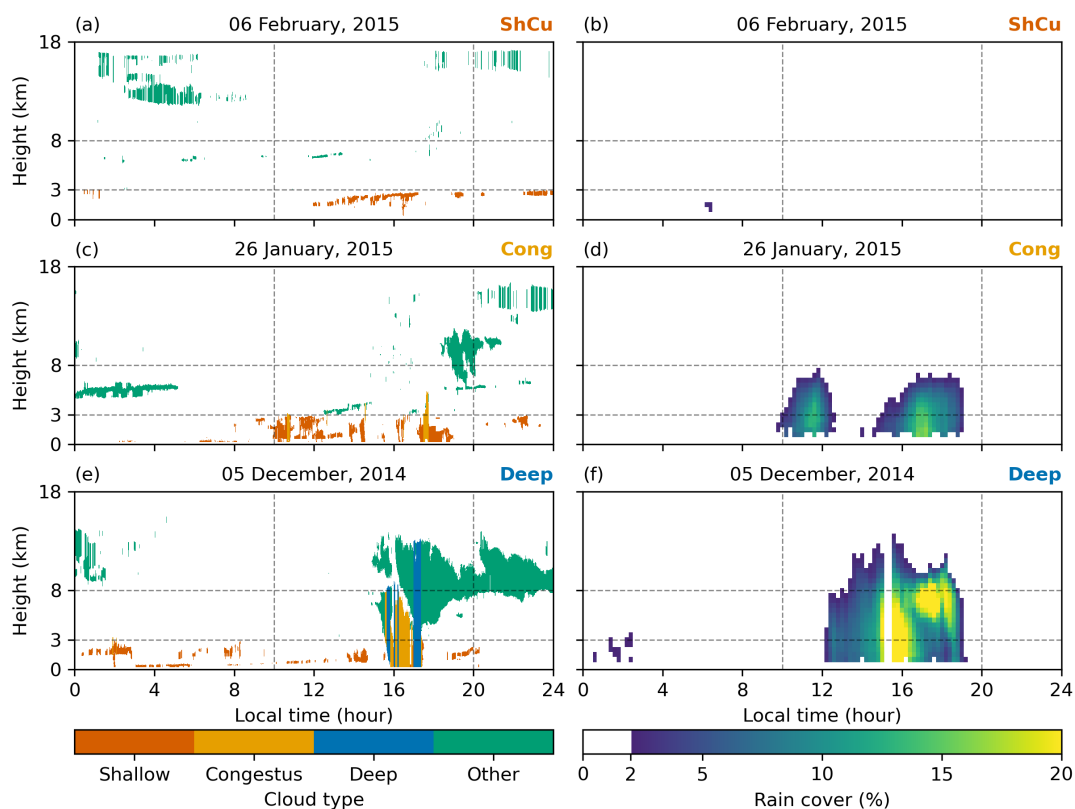 (a) 06 February, 2015 ShCu
(b) 06 February, 2015 ShCu
18
8
3
0
Height (km)
(c) 26 January, 2015 Cong
(d) 26 January, 2015 Cong
18
8
3
0
Height (km)
(e) 05 December, 2014 Deep
(f) 05 December, 2014 Deep
18
8
3
0
Height (km)
0 4 8 12 16 20 24
Local time (hour)
0 4 8 12 16 20 24
Local time (hour)
Shallow Congestus Deep Other
Cloud type
0 2 5 10 15 20
Rain cover (%)